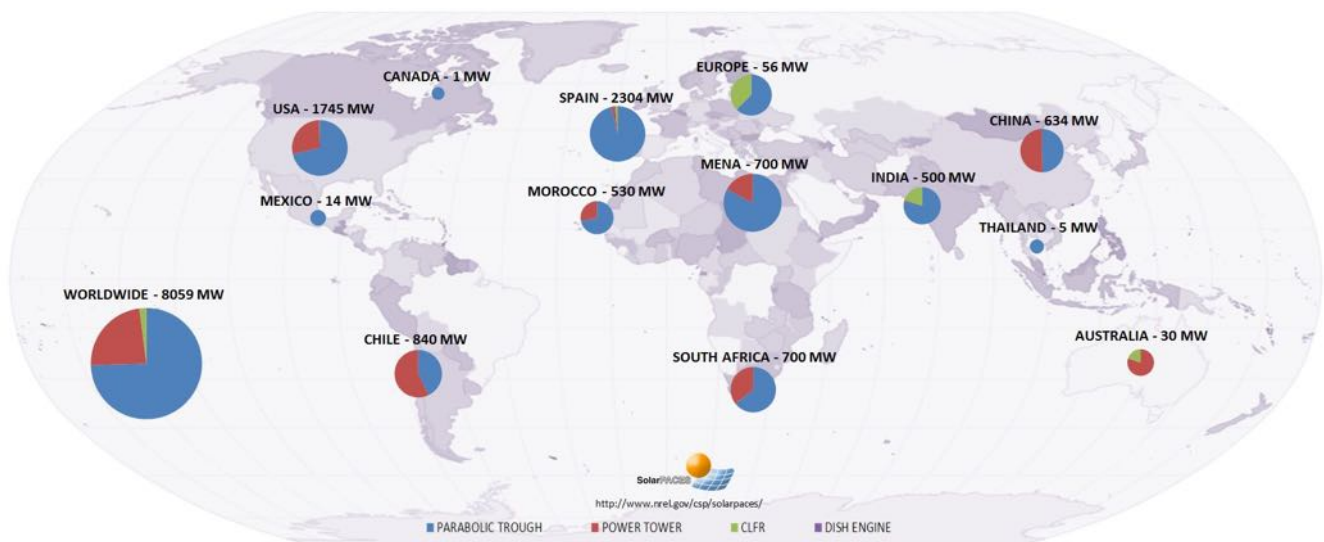 CANADA - 1 MW
EUROPE - 56 MW
USA - 1745 MW
SPAIN - 2304 MW
CHINA - 634 MW
MENA - 700 MW
INDIA - 500 MW
MOROCCO - 530 MW
MEXICO - 14 MW
THAILAND - 5 MW
WORLDWIDE - 8059 MW
CHILE - 840 MW
SOUTH AFRICA - 700 MW
AUSTRALIA - 30 MW
SolarPACES
http://www.nrel.gov/csp/solarpaces/
PARABOLIC TROUGH
POWER TOWER
CLFR
DISH ENGINE